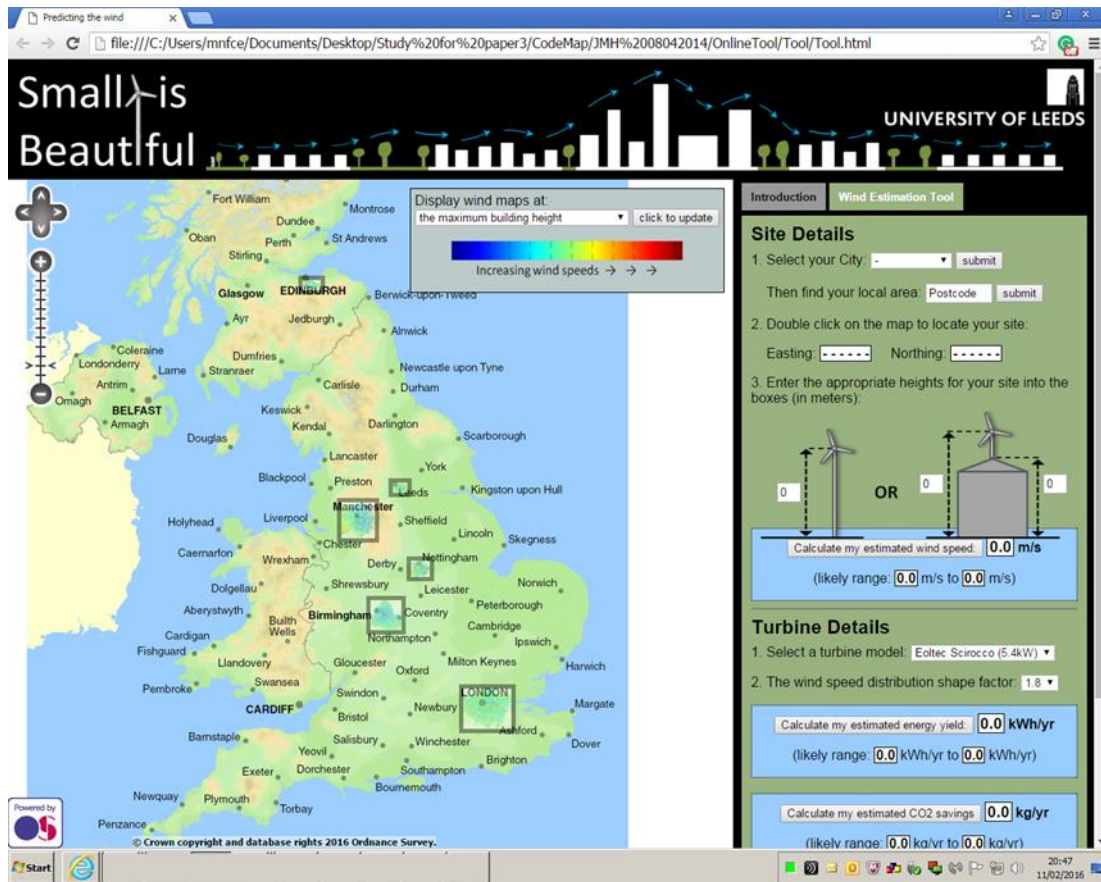 Predicting the wind
file:///C:/Users/mnfce/Documents/Desktop/Study%20for%20paper3/CodeMap/JMH%2008042014/OnlineTool/Tool/Tool.html
Small is
Beautiful
UNIVERSITY OF LEEDS
Display wind maps at:
the maximum building height click to update
Increasing wind speeds → → →
Fort William
Montrose
Dundee
Oban
Perth
St Andrews
Stirling
Glasgow
EDINBURGH
Berwick-upon-Tweed
Ayr
Jedburgh
Alnwick
Coleraine
Londonderry
Larne
Dumfries
Stranraer
Newcastle upon Tyne
Antrim
Carlisle
Durham
Omagh
BELFAST
Armagh
Keswick
Kendal
Darlington
Douglas
Scarborough
Lancaster
York
Blackpool
Preston
Leeds
Kingston upon Hull
Manchester
Holyhead
Liverpool
Sheffield
Lincoln
Skegness
Caernarfon
Chester
Wrexham
Derby
Nottingham
Dolgellau
Shrewsbury
Leicester
Norwich
Peterborough
Aberystwyth
Builth
Wells
Birmingham
Coventry
Cambridge
Cardigan
Northampton
Ipswich
Fishguard
Llandovery
Gloucester
Oxford
Milton Keynes
Harwich
Pembroke
Swansea
Swindon
LONDON
CARDIFF
Bristol
Newbury
Margate
Barnstaple
Salisbury
Winchester
Ashford
Dover
Yeovil
Exeter
Dorchester
Southampton
Brighton
Bournemouth
Newquay
Plymouth
Torbay
Penzance
Powered by
OS
© Crown copyright and database rights 2016 Ordnance Survey.
Introduction Wind Estimation Tool
Site Details
1. Select your City: - submit
Then find your local area: Postcode submit
2. Double click on the map to locate your site:
Easting: ------ Northing: ------
3. Enter the appropriate heights for your site into the
boxes (in meters):
0 OR 0 0
Calculate my estimated wind speed: 0.0 m/s
(likely range: 0.0 m/s to 0.0 m/s)
Turbine Details
1. Select a turbine model: Eoltec Scirocco (5.4kW)
2. The wind speed distribution shape factor: 1.8
Calculate my estimated energy yield: 0.0 kWh/yr
(likely range: 0.0 kWh/yr to 0.0 kWh/yr)
Calculate my estimated CO2 savings 0.0 kg/yr
(likely range: 0.0 kg/yr to 0.0 kg/yr)
Start
20:47
11/02/2016